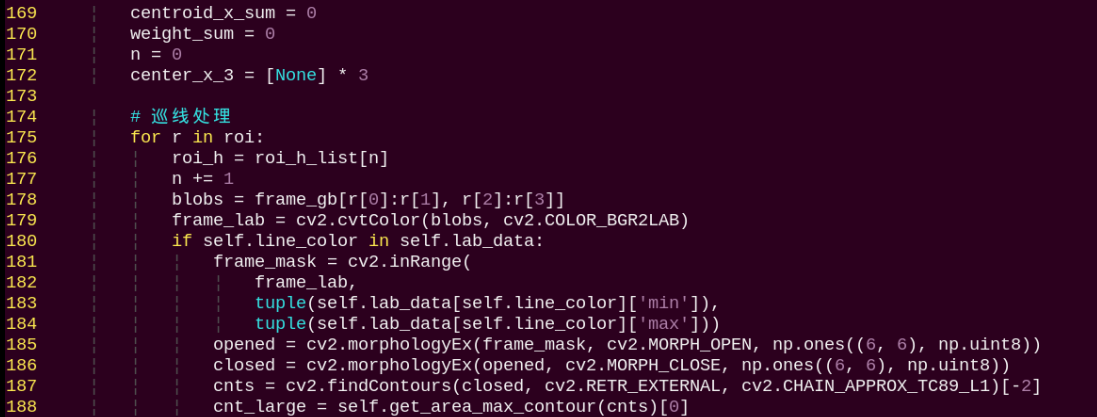 169 centroid_x_sum = 0
170 weight_sum = 0
171 n = 0
172 center_x_3 = [None] * 3
173
174 # 巡线处理
175 for r in roi:
176 roi_h = roi_h_list[n]
177 n += 1
178 blobs = frame_gb[r[0]:r[1], r[2]:r[3]]
179 frame_lab = cv2.cvtColor(blobs, cv2.COLOR_BGR2LAB)
180 if self.line_color in self.lab_data:
181 frame_mask = cv2.inRange(
182 frame_lab,
183 tuple(self.lab_data[self.line_color]['min']),
184 tuple(self.lab_data[self.line_color]['max']))
185 opened = cv2.morphologyEx(frame_mask, cv2.MORPH_OPEN, np.ones((6, 6), np.uint8))
186 closed = cv2.morphologyEx(opened, cv2.MORPH_CLOSE, np.ones((6, 6), np.uint8))
187 cnts = cv2.findContours(closed, cv2.RETR_EXTERNAL, cv2.CHAIN_APPROX_TC89_L1)[-2]
188 cnt_large = self.get_area_max_contour(cnts)[0]